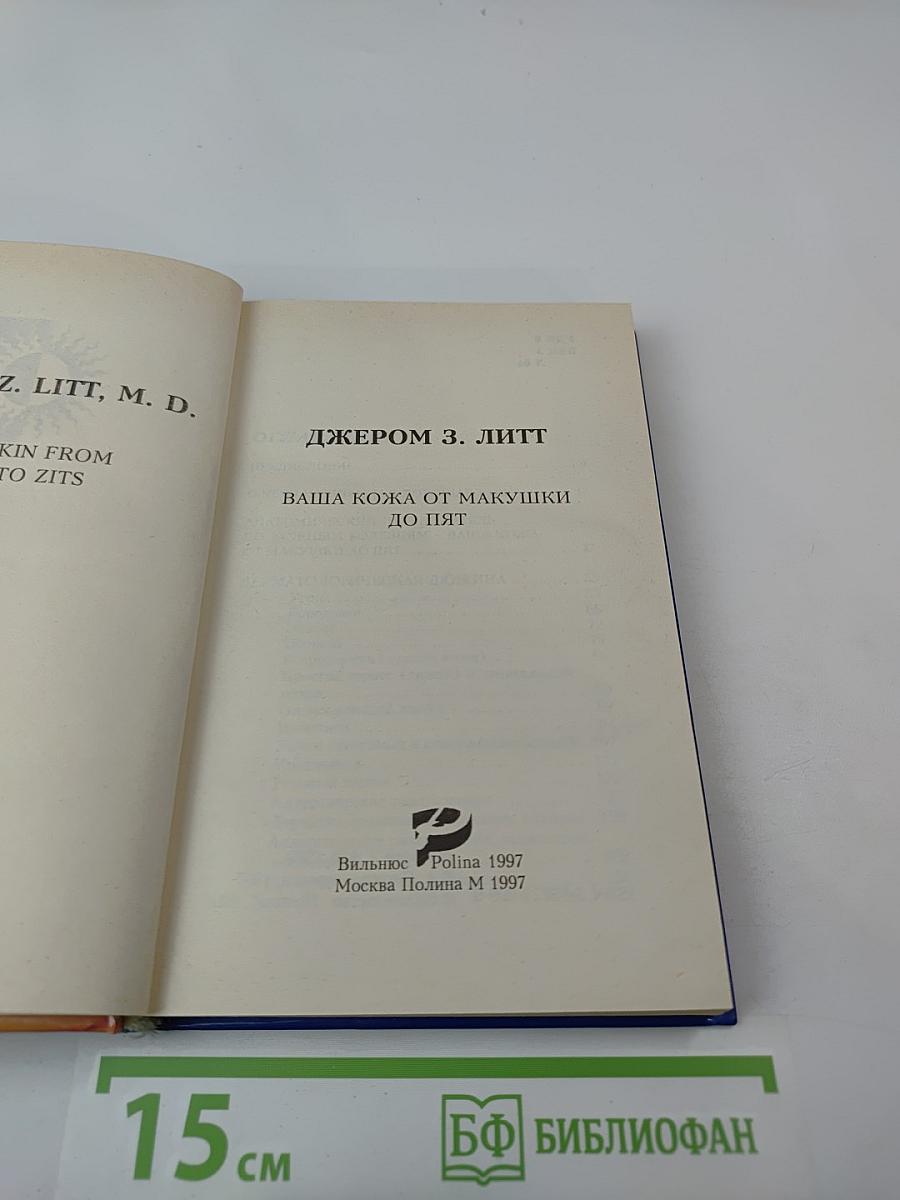 Z. LITT, M. D.
KIN FROM
TO ZITS
ДЖЕРОМ З. ЛИТТ
ВАША КОЖА ОТ МАКУШКИ
ДО ПЯТ
Вильнюс Polina 1997
Москва Полина М 1997
15 см
БФ БИБЛИОФАН